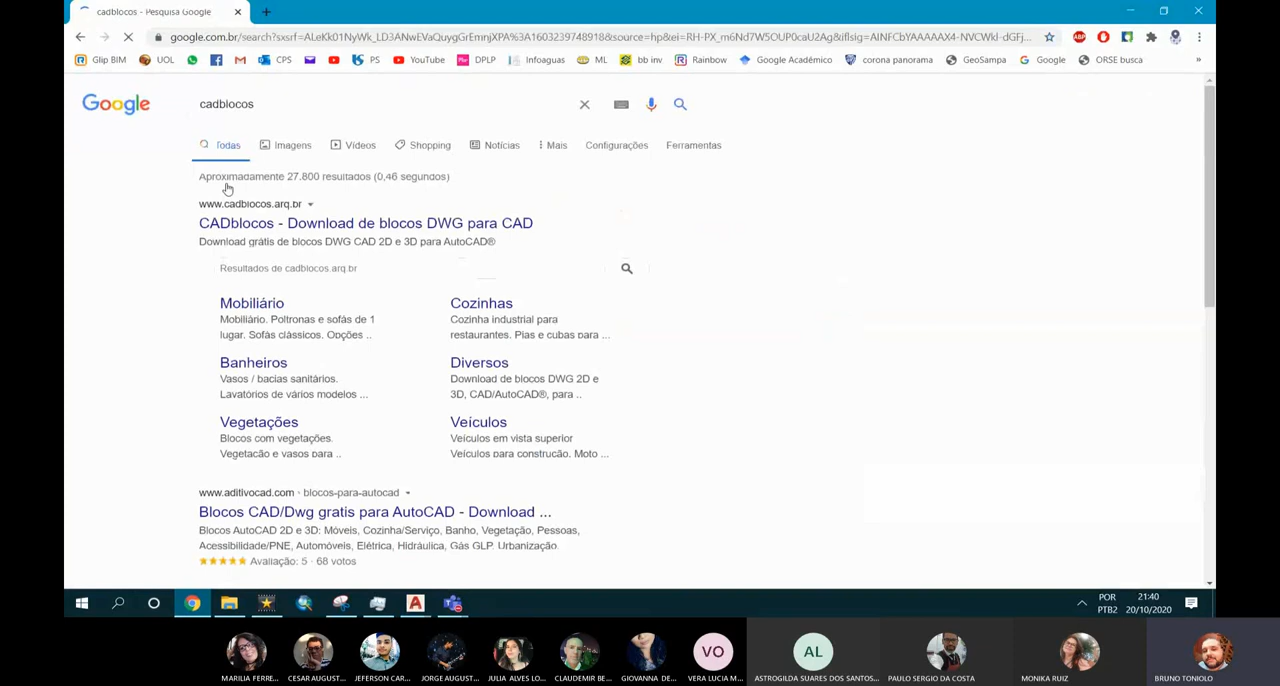 cadblocos - Pesquisa Google
google.com.br/search?sxsrf=ALeKk01NyWk_LD3ANwEVaQuygGrEmnjXPA%3A1603239748918&source=hp&ei=RH-PX_m6Nd7W5OUP0caU2Ag&iflsig=AINFCbYAAAAAX4-NVCWkl-dGFj...
Glip BIM UOL CPS PS YouTube DPLP Infoaguas ML bb inv Rainbow Google Acadêmico corona panorama GeoSampa Google ORSE busca »
Google cadblocos
Todas Imagens Vídeos Shopping Notícias Mais Configurações Ferramentas
Aproximadamente 27.800 resultados (0,46 segundos)
www.cadblocos.arq.br
CADblocos - Download de blocos DWG para CAD
Download grátis de blocos DWG CAD 2D e 3D para AutoCAD®
Resultados de cadblocos.arq.br
Mobiliário
Mobiliário. Poltronas e sofás de 1
lugar. Sofás clássicos. Opções ..
Cozinhas
Cozinha industrial para
restaurantes. Pias e cubas para ...
Banheiros
Vasos / bacias sanitários.
Lavatórios de vários modelos ...
Diversos
Download de blocos DWG 2D e
3D, CAD/AutoCAD®, para ..
Vegetações
Blocos com vegetações.
Vegetação e vasos para ..
Veículos
Veículos em vista superior
Veículos para construção. Moto ...
www.aditivocad.com › blocos-para-autocad
Blocos CAD/Dwg gratis para AutoCAD - Download ...
Blocos AutoCAD 2D e 3D: Móveis, Cozinha/Serviço, Banho, Vegetação, Pessoas,
Acessibilidade/PNE, Automóveis, Elétrica, Hidráulica, Gás GLP, Urbanização.
Avaliação: 5 · 68 votos
POR
PTB2
21:40
20/10/2020
VO
AL
MARILIA FERRE...
CESAR AUGUST...
JEFERSON CAR...
JORGE AUGUST...
JULIA ALVES LO...
CLAUDEMIR BE...
GIOVANNA DE...
VERA LUCIA M...
ASTROGILDA SUARES DOS SANTOS...
PAULO SERGIO DA COSTA
MONIKA RUIZ
BRUNO TONIOLO